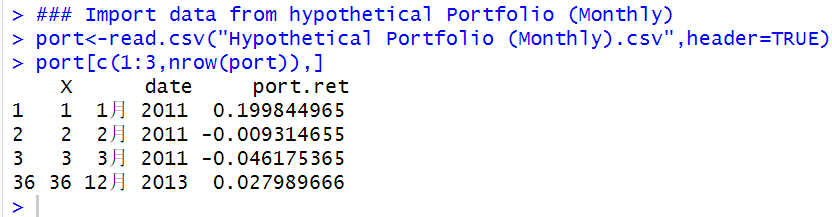 > ### Import data from hypothetical Portfolio (Monthly)
> port<-read.csv("Hypothetical Portfolio (Monthly).csv",header=TRUE)
> port[c(1:3,nrow(port)),]
    X      date     port.ret
1   1  1月 2011  0.199844965
2   2  2月 2011 -0.009314655
3   3  3月 2011 -0.046175365
36 36 12月 2013  0.027989666
>